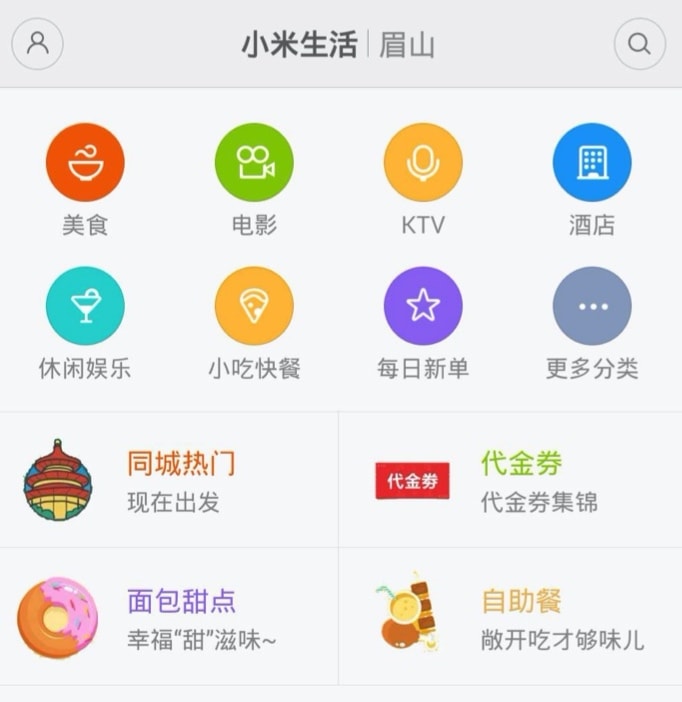 小米生活 | 眉山
美食 电影 KTV 酒店
休闲娱乐 小吃快餐 每日新单 更多分类
同城热门
现在出发
代金券
代金券
代金券集锦
面包甜点
幸福“甜”滋味~
自助餐
敞开吃才够味儿